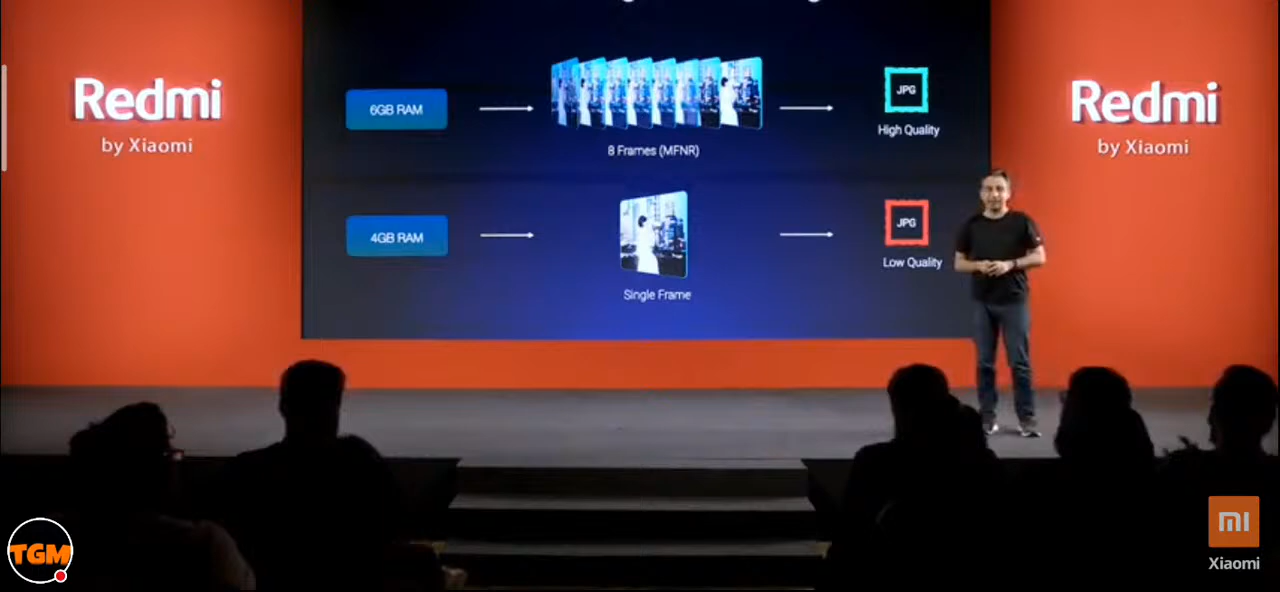 Redmi
by Xiaomi
6GB RAM
8 Frames (MFNR)
JPG
High Quality
4GB RAM
Single Frame
JPG
Low Quality
Redmi
by Xiaomi
TGM
mi
Xiaomi